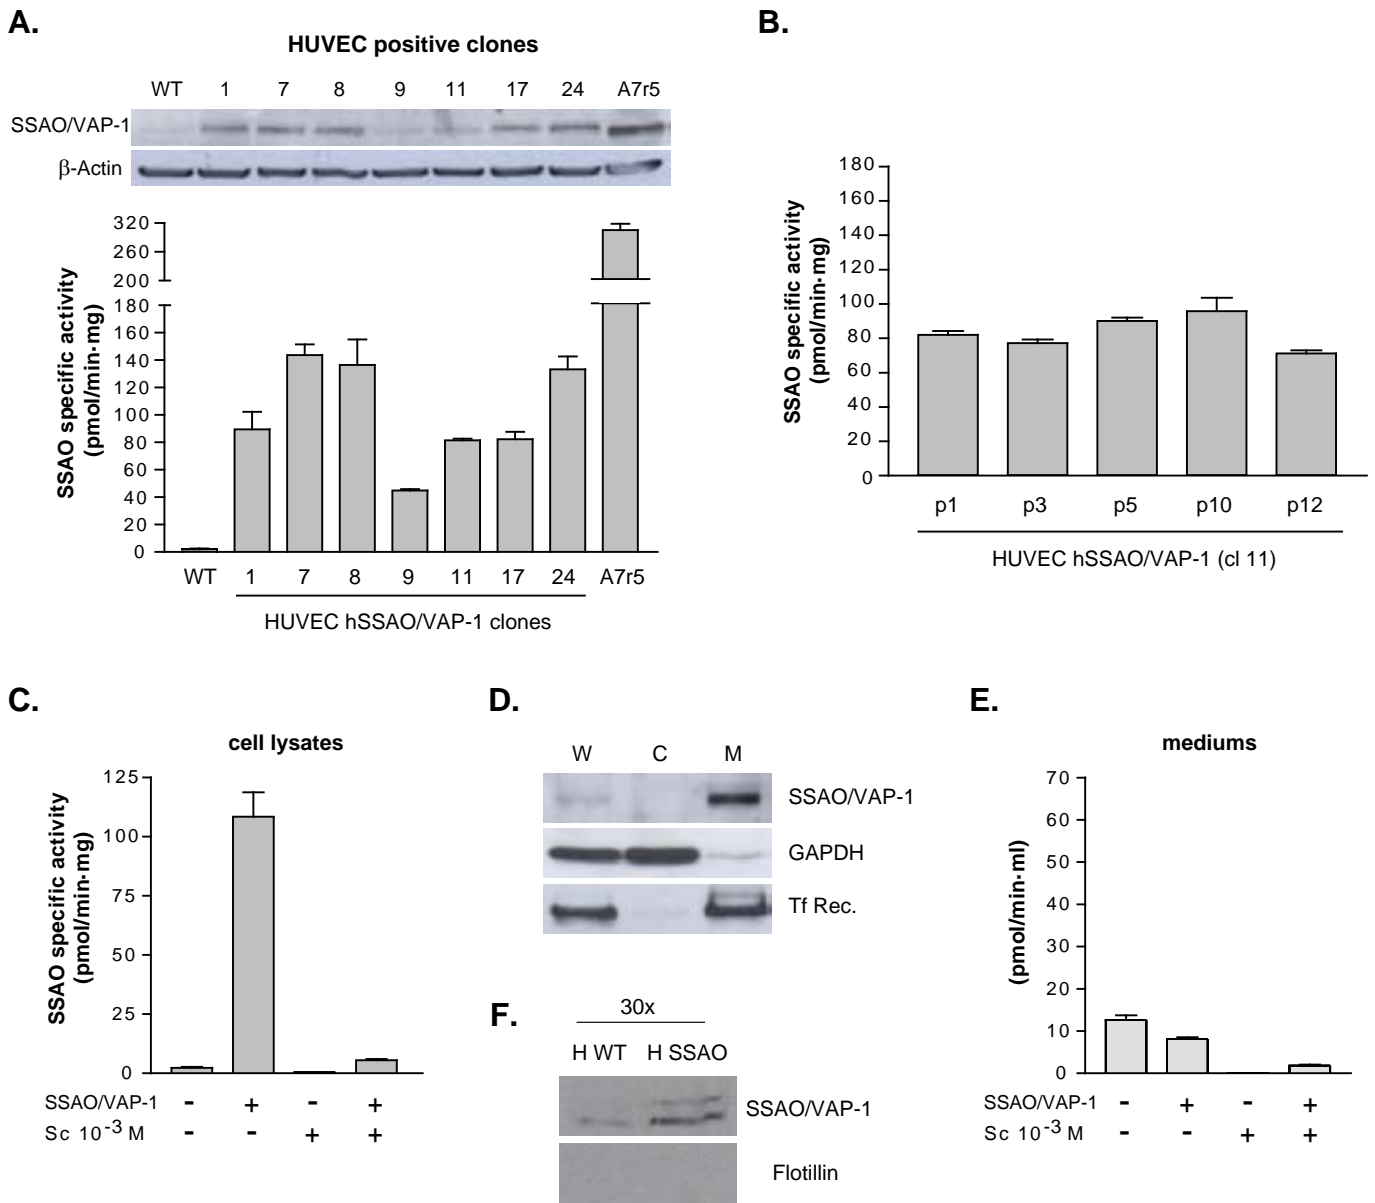 A.
HUVEC positive clones
WT 1 7 8 9 11 17 24 A7r5
SSAO/VAP-1
β-Actin
SSAO specific activity
(pmol/min·mg)
320
260
200
180
160
140
120
100
80
60
40
20
0
WT 1 7 8 9 11 17 24 A7r5
HUVEC hSSAO/VAP-1 clones
B.
SSAO specific activity
(pmol/min·mg)
180
160
140
120
100
80
60
40
20
0
p1 p3 p5 p10 p12
HUVEC hSSAO/VAP-1 (cl 11)
C.
cell lysates
SSAO specific activity
(pmol/min·mg)
125
100
75
50
25
0
SSAO/VAP-1 - + - +
Sc 10⁻³ M - - + +
D.
W C M
SSAO/VAP-1
GAPDH
Tf Rec.
F.
30x
H WT H SSAO
SSAO/VAP-1
Flotillin
E.
mediums
(pmol/min·ml)
70
60
50
40
30
20
10
0
SSAO/VAP-1 - + - +
Sc 10⁻³ M - - + +